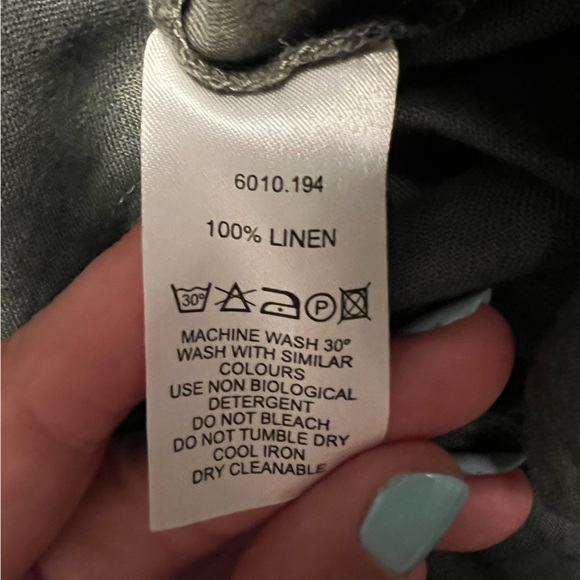 6010.194
100% LINEN
30° P
MACHINE WASH 30°
WASH WITH SIMILAR
COLOURS
USE NON BIOLOGICAL
DETERGENT
DO NOT BLEACH
DO NOT TUMBLE DRY
COOL IRON
DRY CLEANABLE